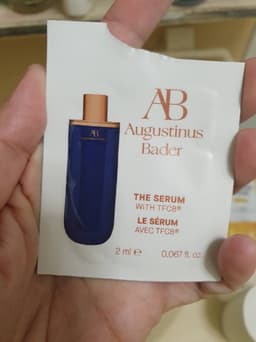 AB
Augustinus
Bader
AB
THE SERUM
WITH TFC8®
LE SÉRUM
AVEC TFC8®
2 ml ℮ 0.067 fl. oz